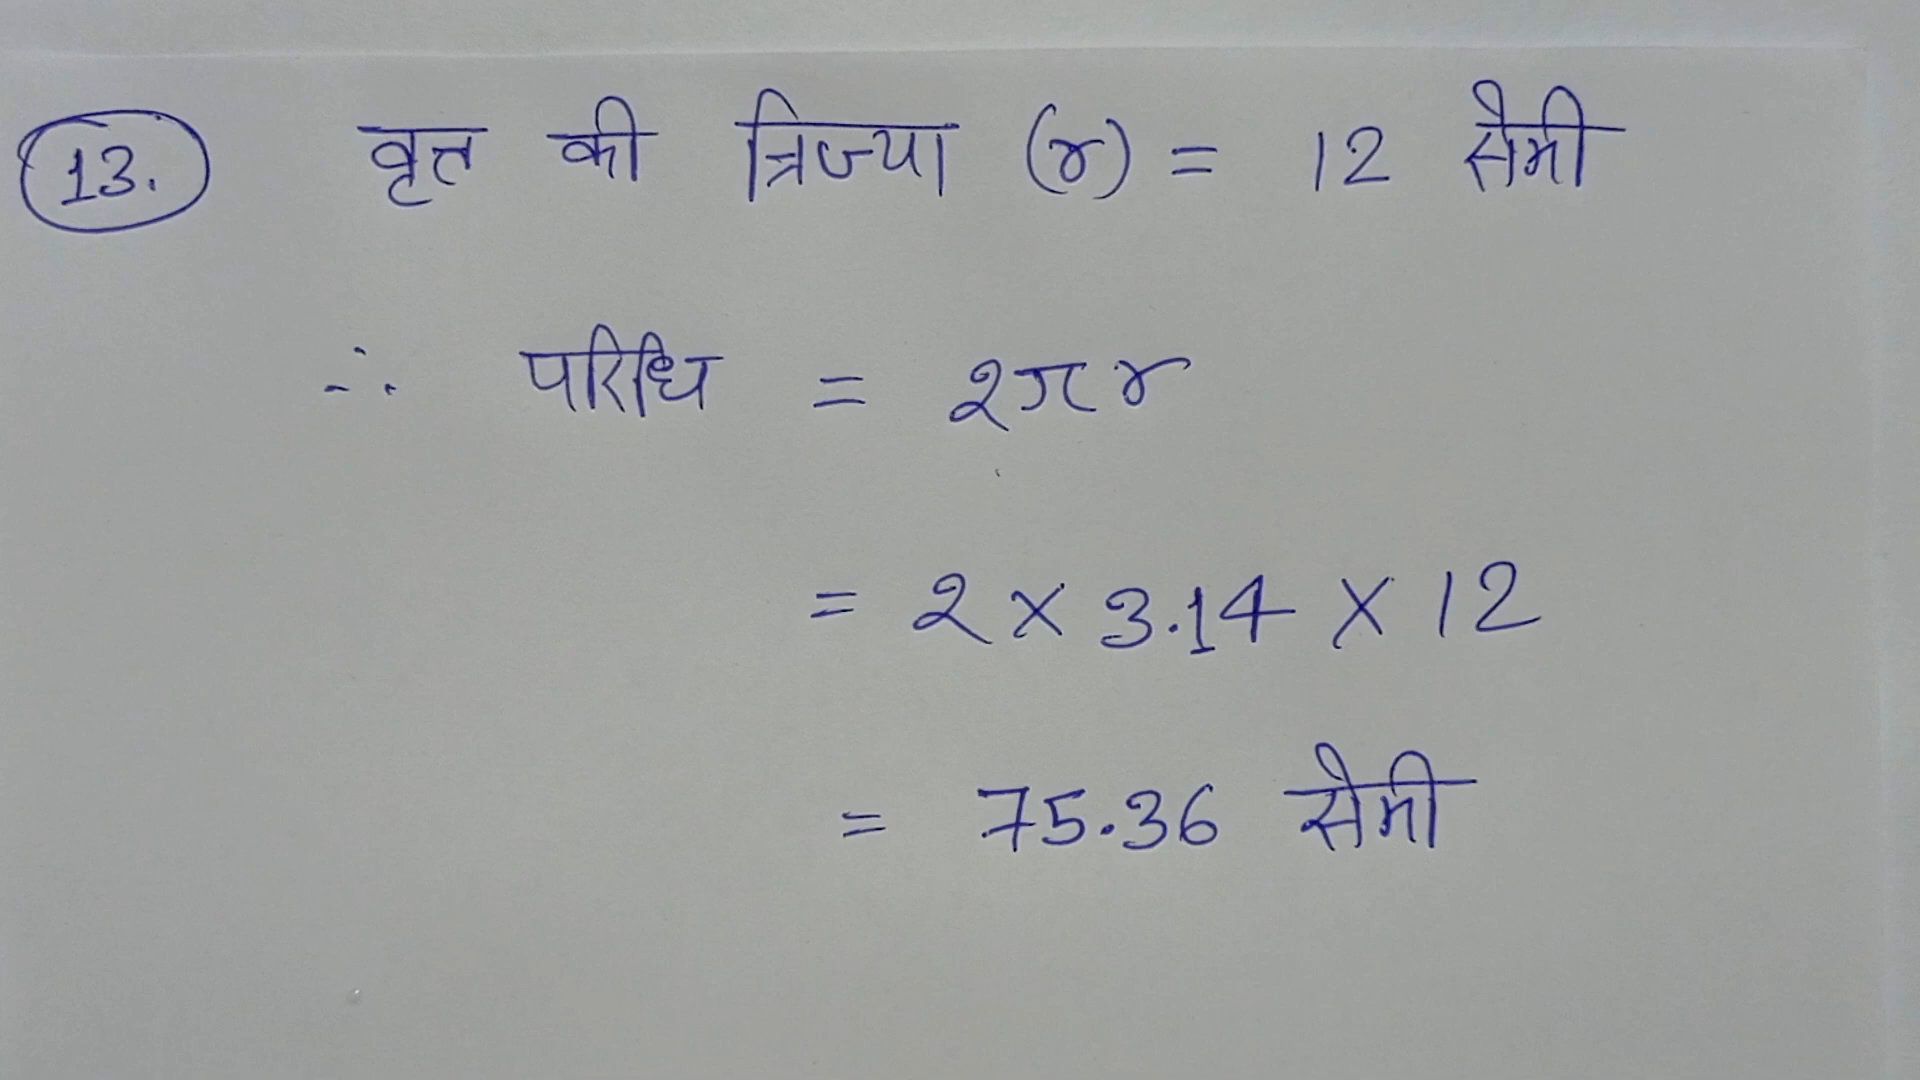 13. वृत्त की त्रिज्या (r) = 12 सेमी
∴ परिधि = 2πr
= 2 × 3.14 × 12
= 75.36 सेमी